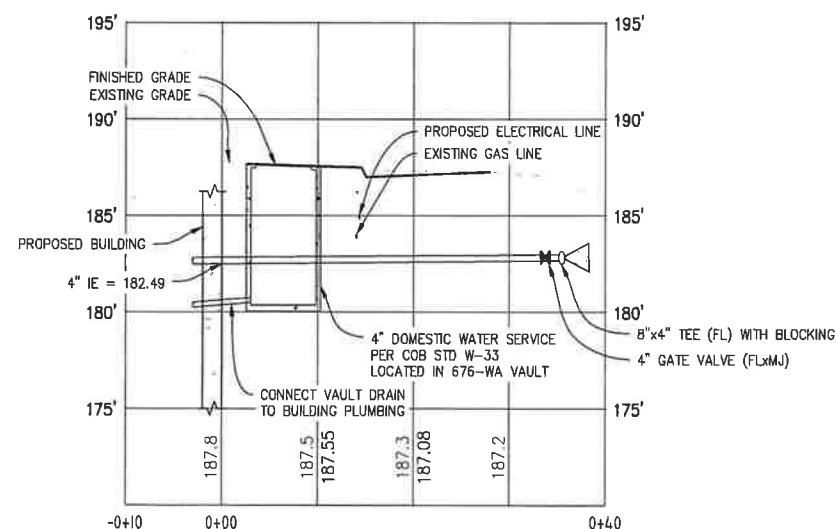 195'
195'
FINISHED GRADE
EXISTING GRADE
190'
190'
PROPOSED ELECTRICAL LINE
EXISTING GAS LINE
185'
185'
PROPOSED BUILDING
4" IE = 182.49
180'
180'
8"x4" TEE (FL) WITH BLOCKING
4" GATE VALVE (FLxMJ)
4" DOMESTIC WATER SERVICE
PER COB STD W-33
LOCATED IN 676-WA VAULT
CONNECT VAULT DRAIN
TO BUILDING PLUMBING
175'
175'
187.8
187.5
187.55
187.3
187.08
187.2
-0+10
0+00
0+40